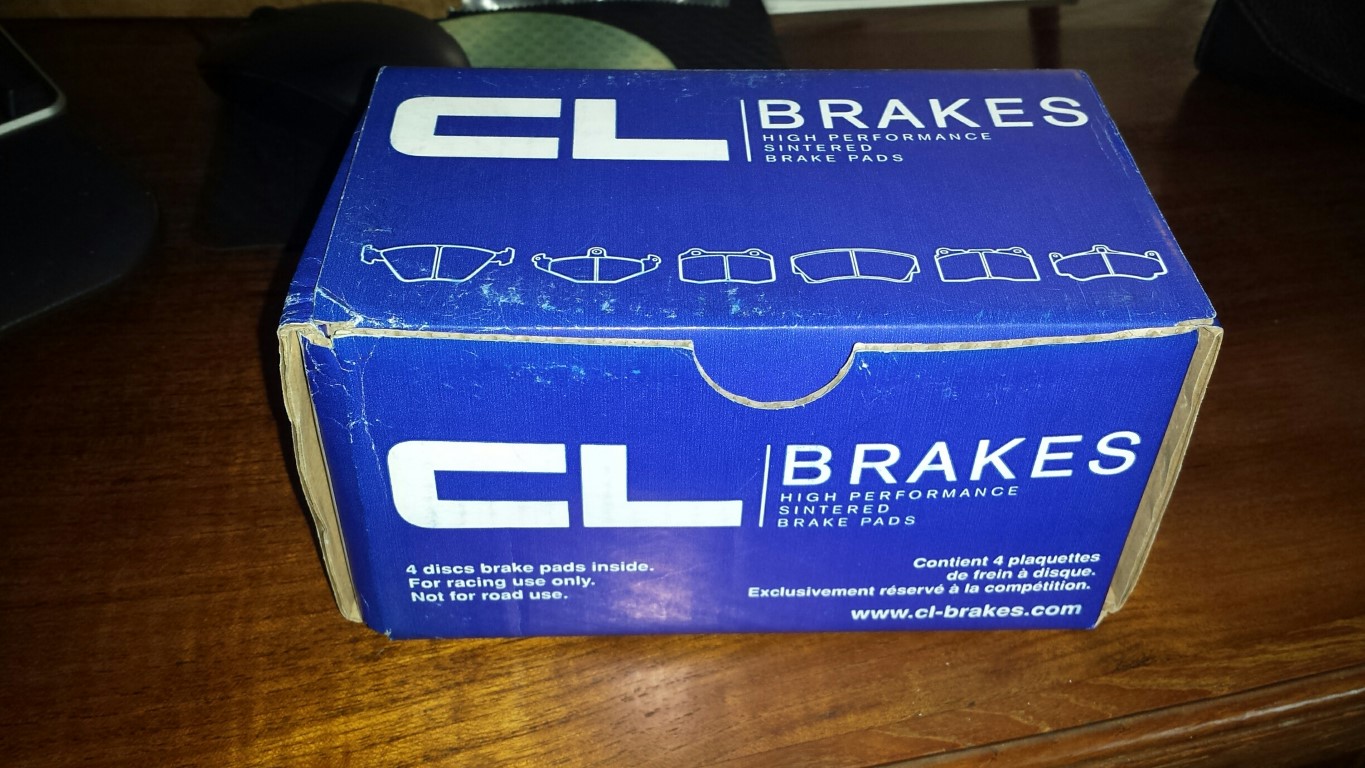 CL BRAKES
HIGH PERFORMANCE
SINTERED
BRAKE PADS
CL BRAKES
HIGH PERFORMANCE
SINTERED
BRAKE PADS
4 discs brake pads inside.
For racing use only.
Not for road use.
Contient 4 plaquettes
de frein à disque.
Exclusivement réservé à la compétition.
www.cl-brakes.com